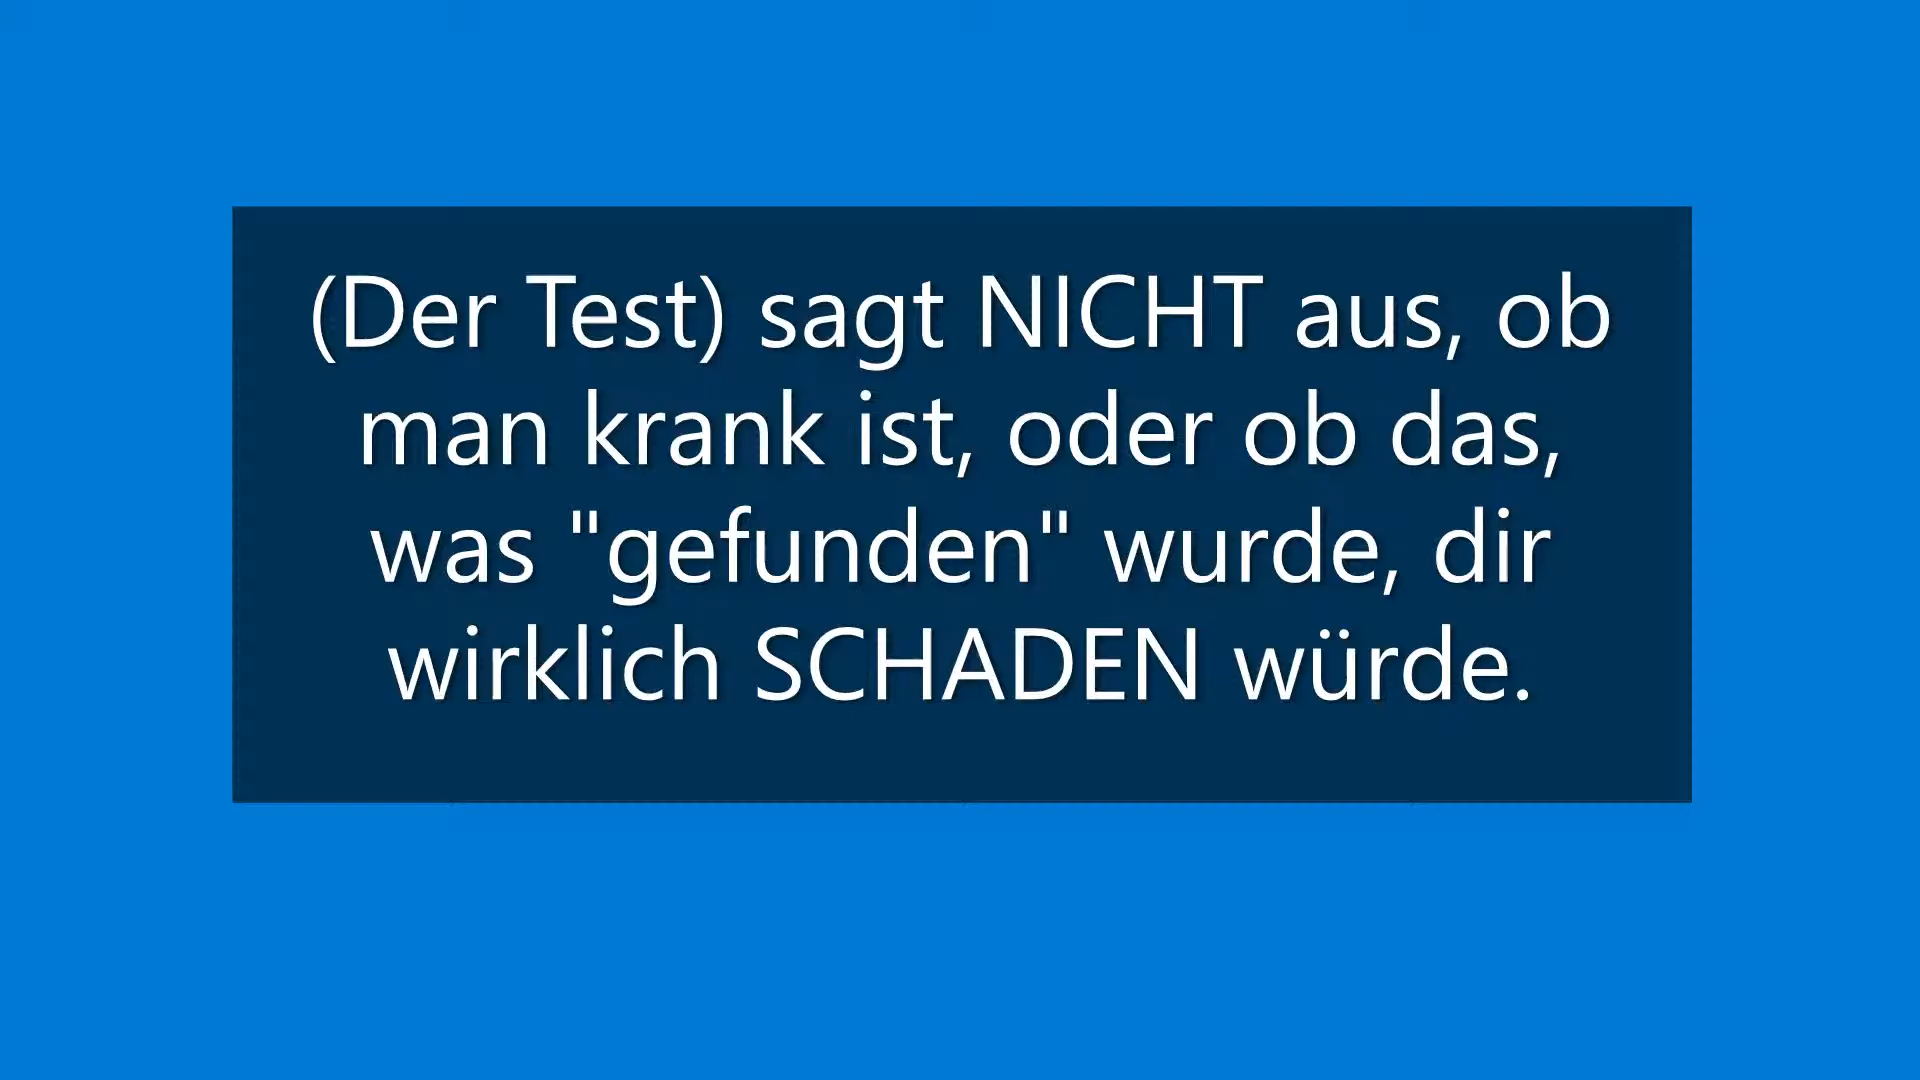 (Der Test) sagt NICHT aus, ob
man krank ist, oder ob das,
was "gefunden" wurde, dir
wirklich SCHADEN würde.